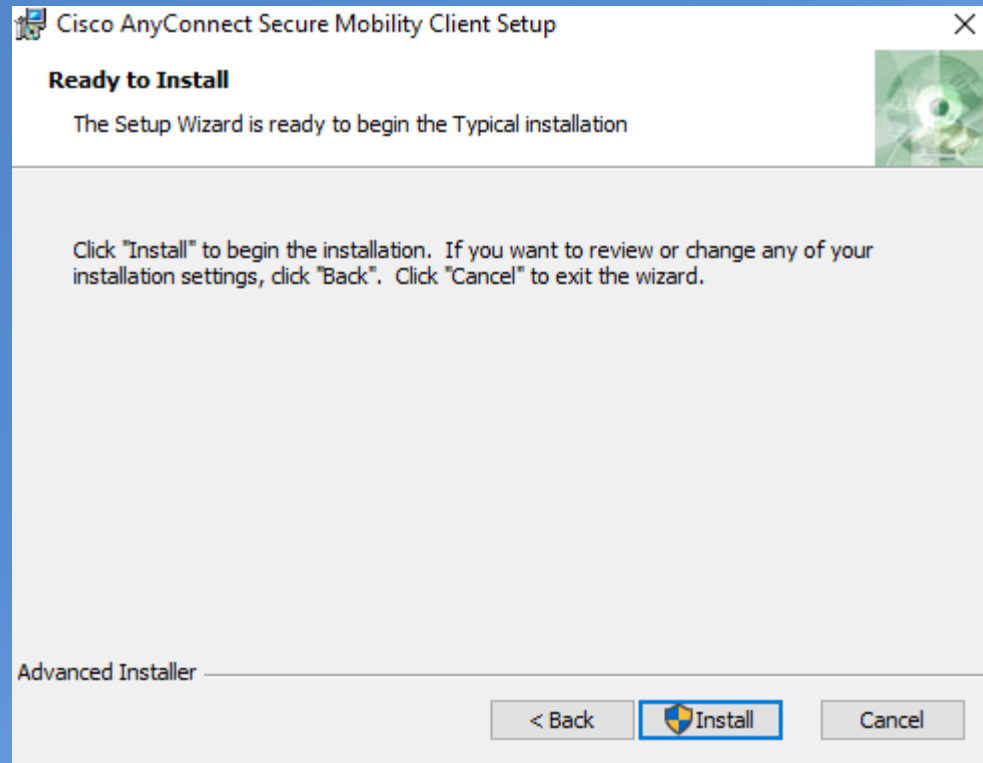 Cisco AnyConnect Secure Mobility Client Setup
Ready to Install
The Setup Wizard is ready to begin the Typical installation
Click "Install" to begin the installation.  If you want to review or change any of your
installation settings, click "Back".  Click "Cancel" to exit the wizard.
Advanced Installer
< Back
Install
Cancel